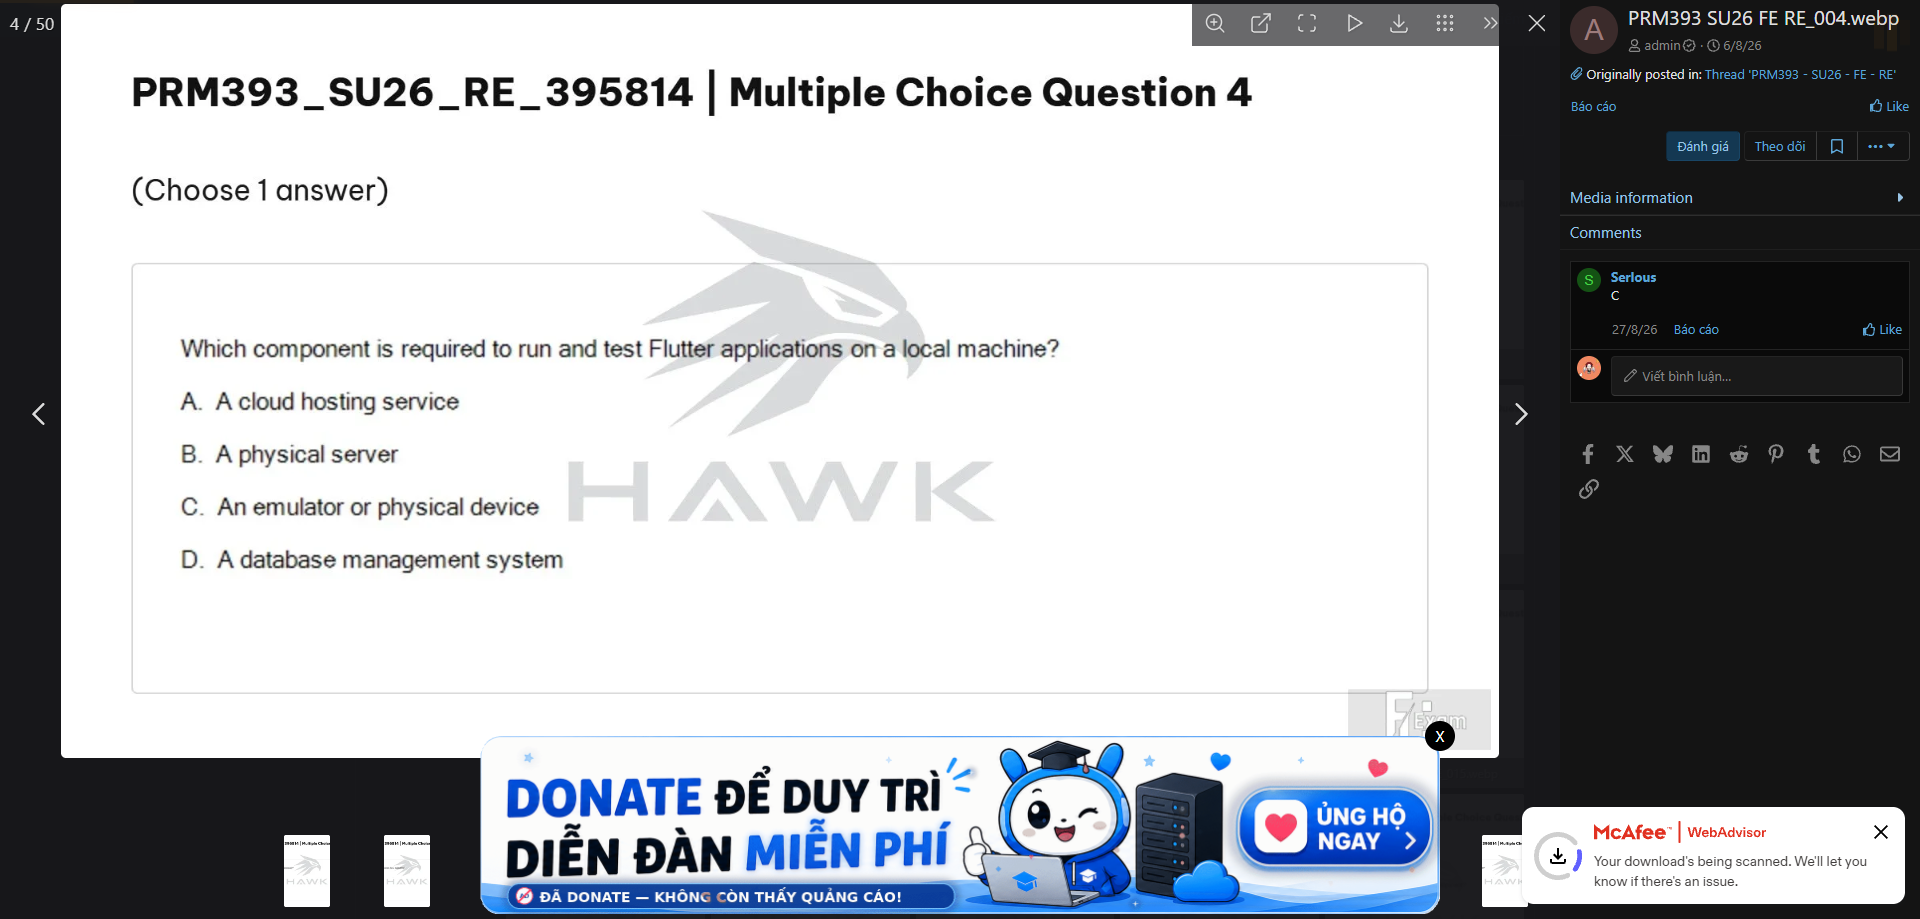 4 / 50
PRM393_SU26_RE_395814 | Multiple Choice Question 4
(Choose 1 answer)
Which component is required to run and test Flutter applications on a local machine?
A. A cloud hosting service
B. A physical server
C. An emulator or physical device
D. A database management system
HAWK
Exam
PRM393 SU26 FE RE_004.webp
A
admin · 6/8/26
Originally posted in: Thread 'PRM393 - SU26 - FE - RE'
Báo cáo
Like
Đánh giá
Theo dõi
Media information
Comments
S
Serlous
C
27/8/26
Báo cáo
Like
Viết bình luận...
X
DONATE ĐỂ DUY TRÌ
DIỄN ĐÀN MIỄN PHÍ
ĐÃ DONATE — KHÔNG CÒN THẤY QUẢNG CÁO!
ỦNG HỘ
NGAY
McAfee | WebAdvisor
Your download's being scanned. We'll let you
know if there's an issue.